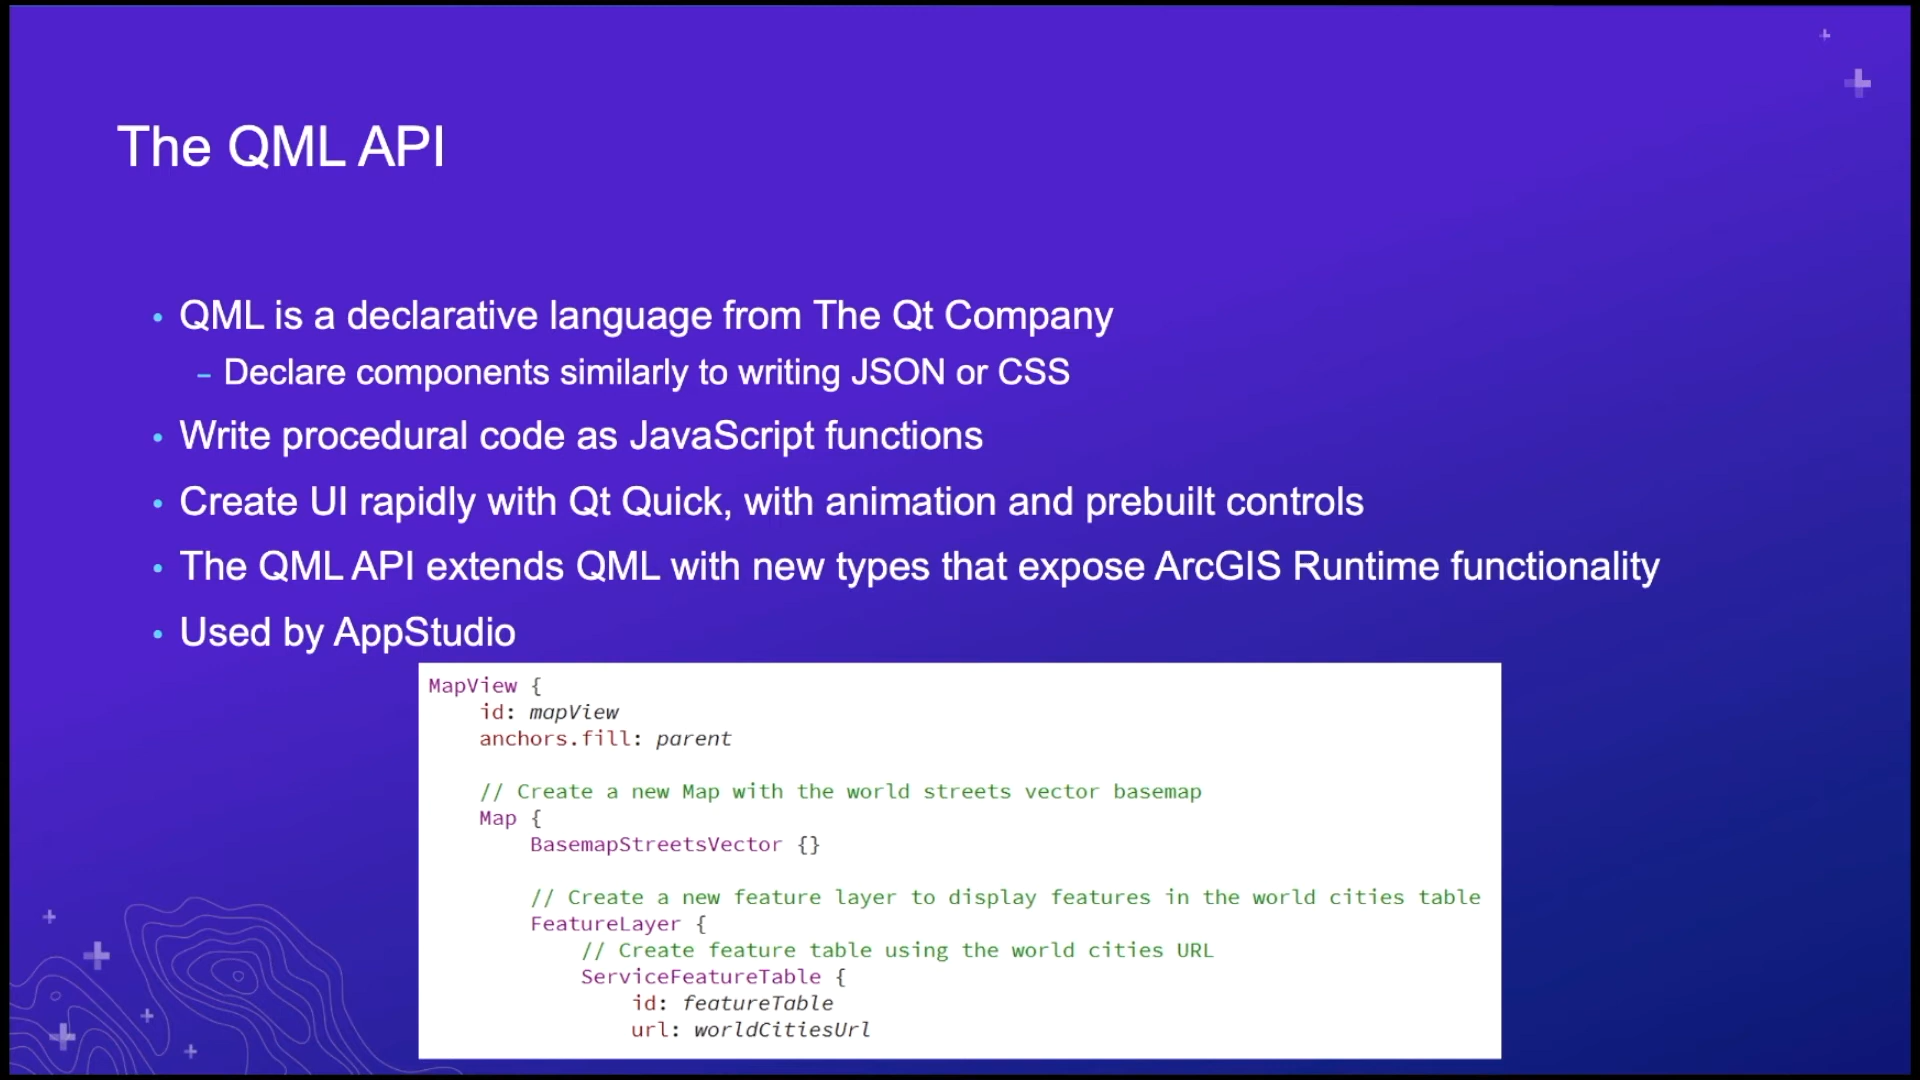 The QML API
• QML is a declarative language from The Qt Company
– Declare components similarly to writing JSON or CSS
• Write procedural code as JavaScript functions
• Create UI rapidly with Qt Quick, with animation and prebuilt controls
• The QML API extends QML with new types that expose ArcGIS Runtime functionality
• Used by AppStudio
MapView {
    id: mapView
    anchors.fill: parent

    // Create a new Map with the world streets vector basemap
    Map {
        BasemapStreetsVector {}

        // Create a new feature layer to display features in the world cities table
        FeatureLayer {
            // Create feature table using the world cities URL
            ServiceFeatureTable {
                id: featureTable
                url: worldCitiesUrl